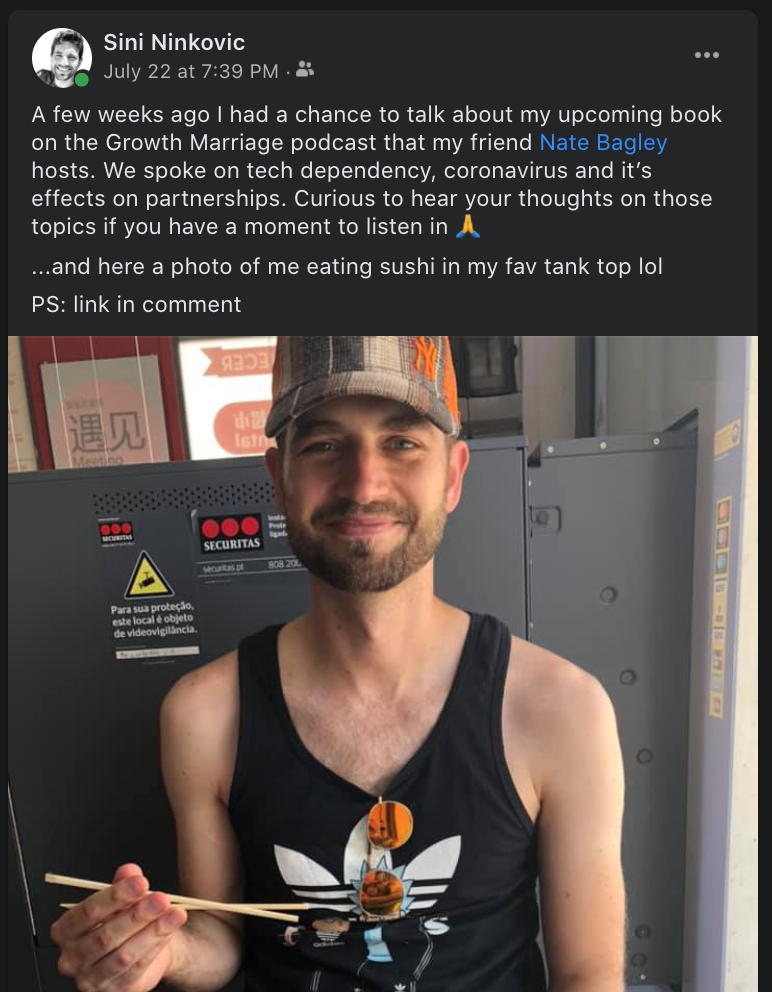 Sini Ninkovic
July 22 at 7:39 PM ·
A few weeks ago I had a chance to talk about my upcoming book
on the Growth Marriage podcast that my friend Nate Bagley
hosts. We spoke on tech dependency, coronavirus and it's
effects on partnerships. Curious to hear your thoughts on those
topics if you have a moment to listen in 🙏
...and here a photo of me eating sushi in my fav tank top lol
PS: link in comment
遇见
Meeting
NY
SECURITAS
SECURITAS
securitas.pt
808 200
Para sua proteção,
este local é objeto
de videovigilância.
adidas